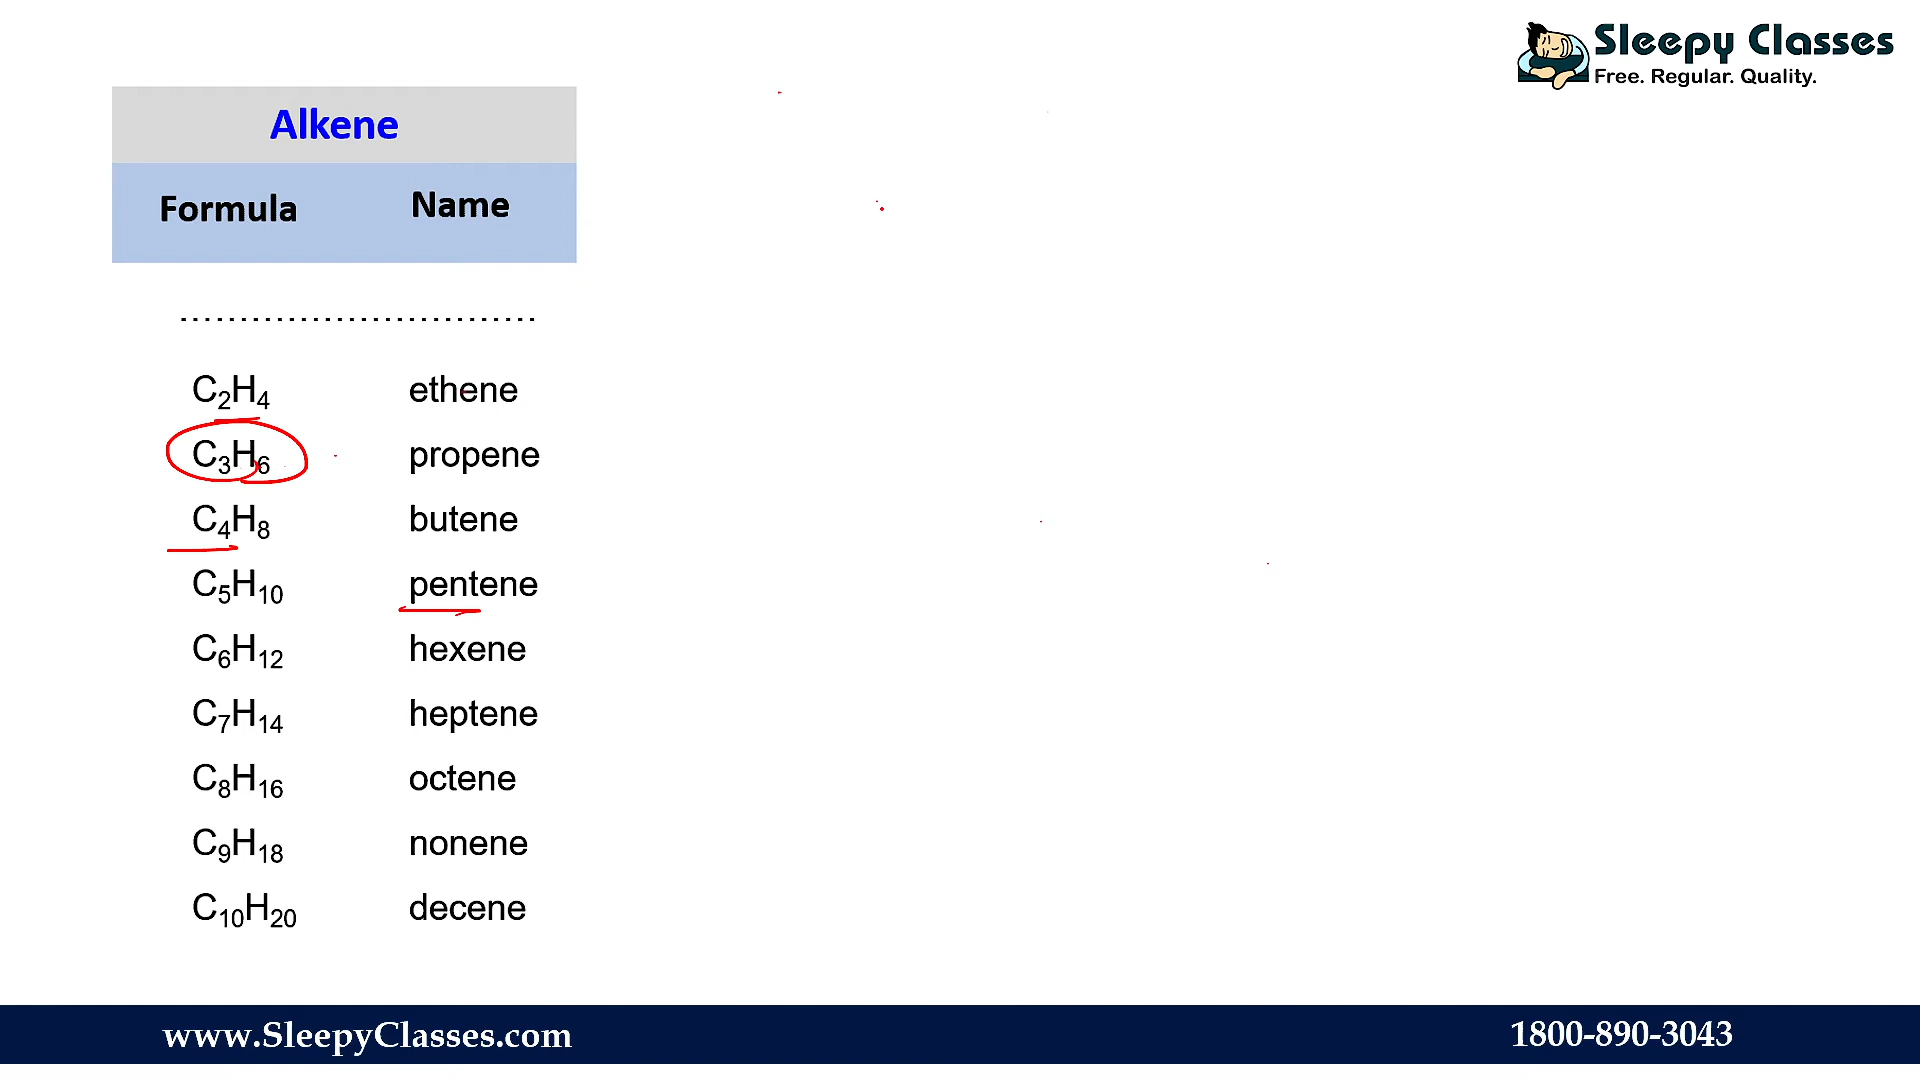 Sleepy Classes
Free. Regular. Quality.
Alkene
Formula Name
..............................
C₂H₄ ethene
C₃H₆ propene
C₄H₈ butene
C₅H₁₀ pentene
C₆H₁₂ hexene
C₇H₁₄ heptene
C₈H₁₆ octene
C₉H₁₈ nonene
C₁₀H₂₀ decene
www.SleepyClasses.com 1800-890-3043